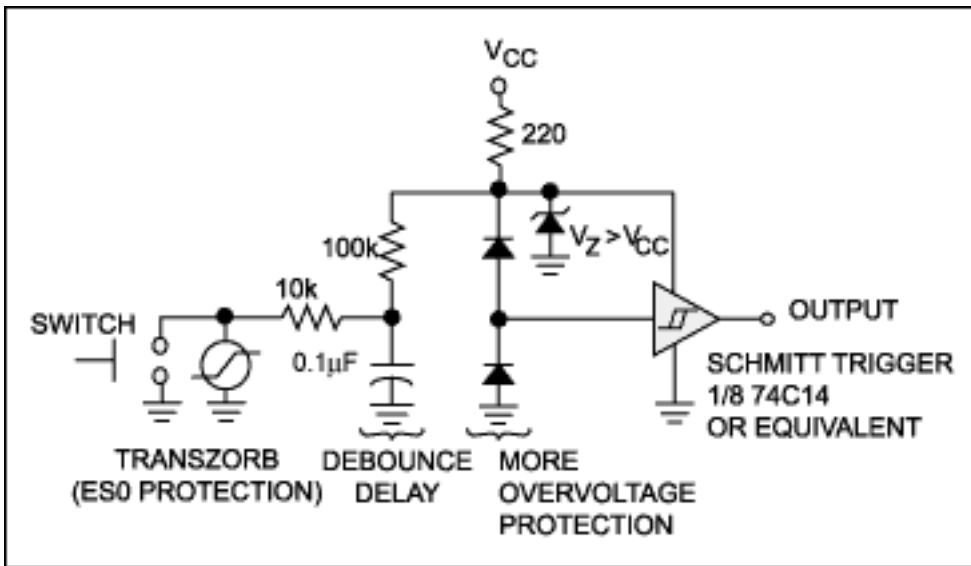 VCC
220
100k
VZ > VCC
10k
SWITCH
0.1μF
OUTPUT
SCHMITT TRIGGER
1/8 74C14
OR EQUIVALENT
TRANSZORB
(ES0 PROTECTION)
DEBOUNCE
DELAY
MORE
OVERVOLTAGE
PROTECTION